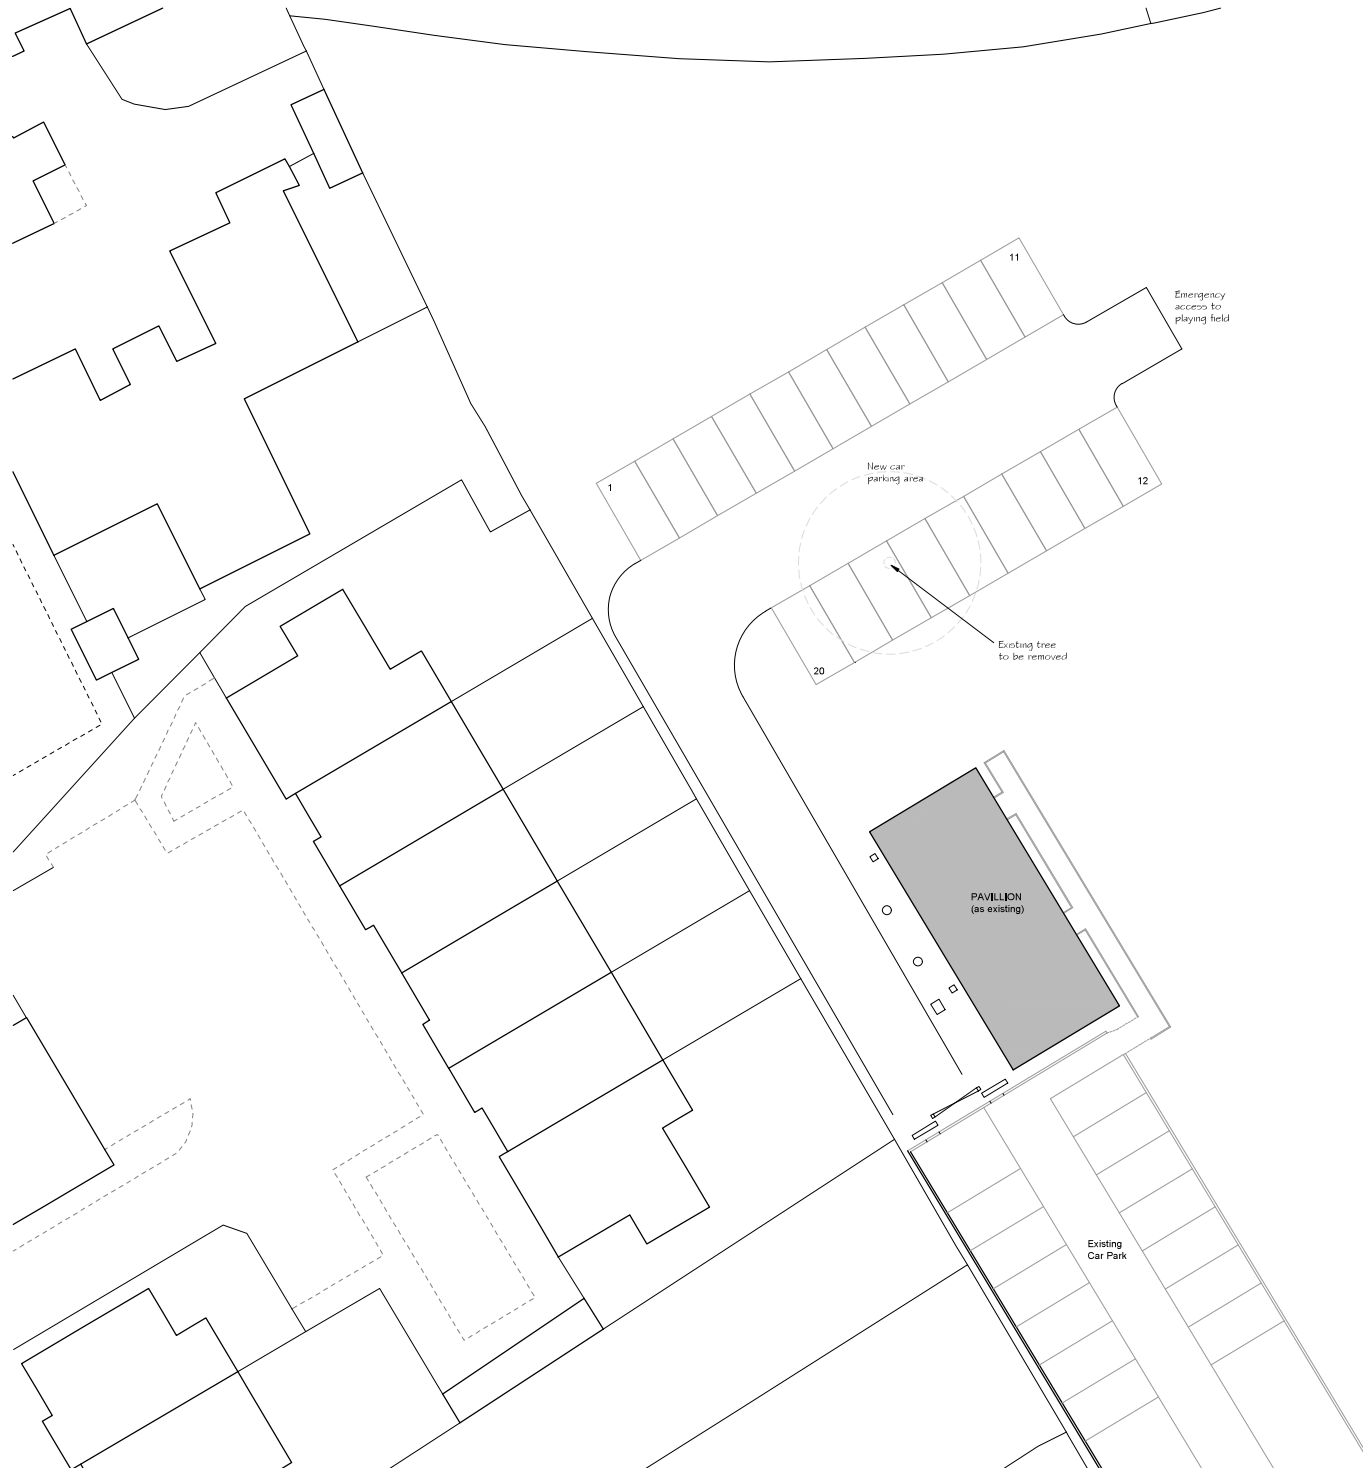 11
Emergency
access to
playing field
New car
parking area
1
12
Existing tree
to be removed
20
PAVILLION
(as existing)
Existing
Car Park